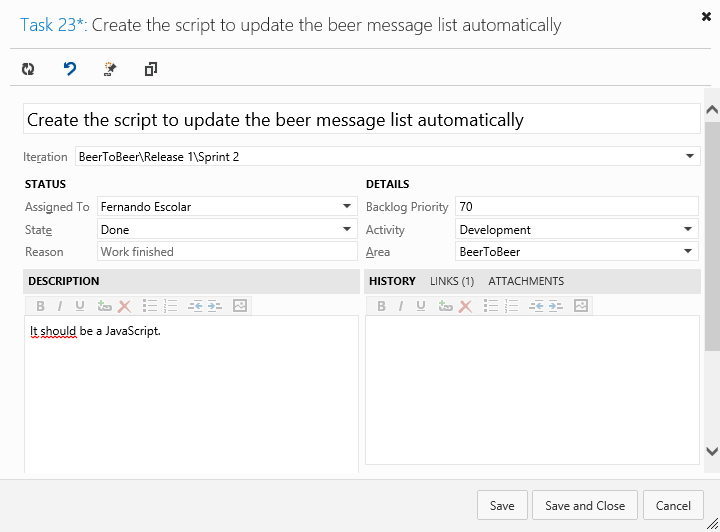 Task 23*: Create the script to update the beer message list automatically
Create the script to update the beer message list automatically
Iteration BeerToBeer\Release 1\Sprint 2
STATUS DETAILS
Assigned To Fernando Escolar Backlog Priority 70
State Done Activity Development
Reason Work finished Area BeerToBeer
DESCRIPTION HISTORY LINKS (1) ATTACHMENTS
B I U B I U
It should be a JavaScript.
Save Save and Close Cancel